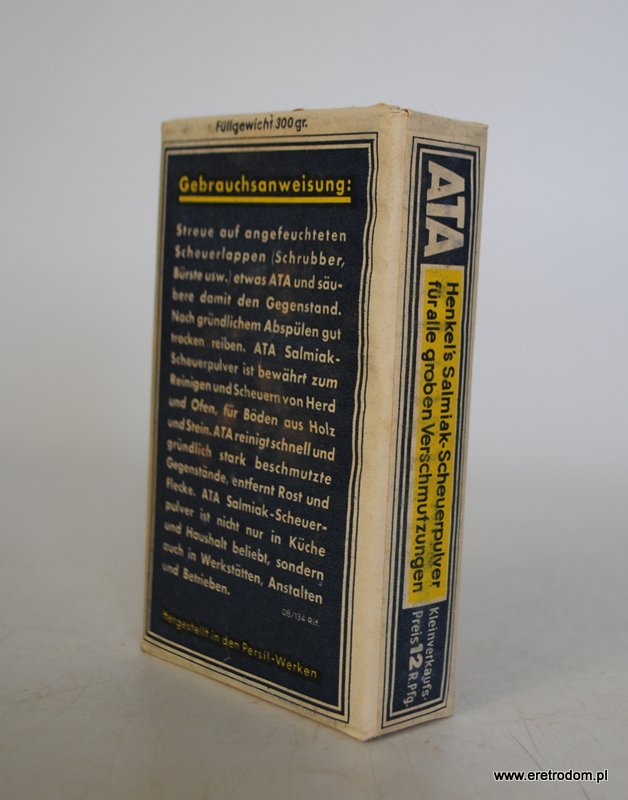 Füllgewicht 300 gr.
Gebrauchsanweisung:
Streue auf angefeuchteten
Scheuerlappen (Schrubber,
Bürste usw.) etwas ATA und säu-
bere damit den Gegenstand.
Nach gründlichem Abspülen gut
trocken reiben. ATA Salmiak-
Scheuerpulver ist bewährt zum
Reinigen und Scheuern von Herd
und Ofen, für Böden aus Holz
und Stein. ATA reinigt schnell und
gründlich stark beschmutzte
Gegenstände, entfernt Rost und
Flecke. ATA Salmiak-Scheuer-
pulver ist nicht nur in Küche
und Haushalt beliebt, sondern
auch in Werkstätten, Anstalten
und Betrieben.
DB/134 Rif.
Hergestellt in den Persil-Werken
ATA
Henkel's Salmiak-Scheuerpulver
für alle groben Verschmutzungen
Kleinverkaufs-
Preis 12 R.Pfg.
www.eretrodom.pl